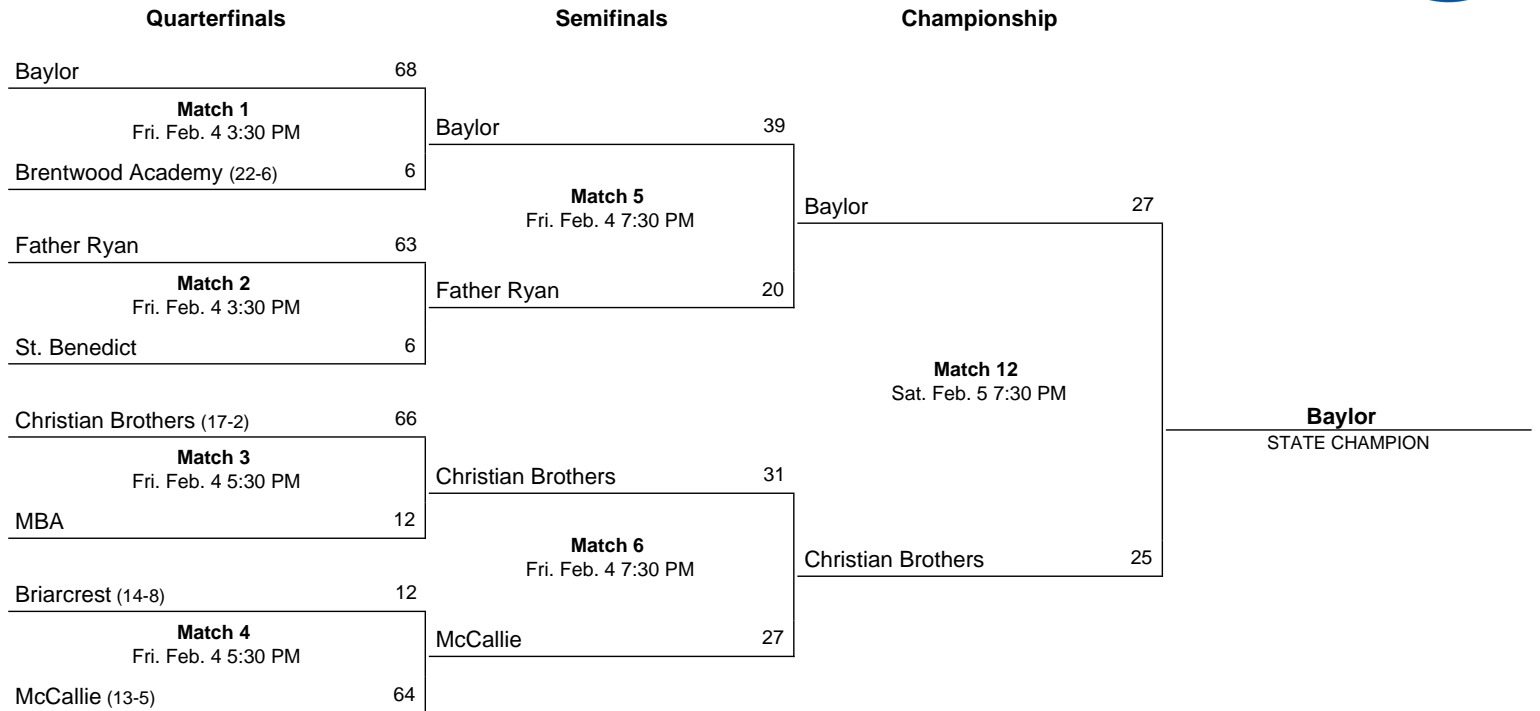 Quarterfinals Semifinals Championship
Baylor 68
Match 1
Fri. Feb. 4 3:30 PM
Brentwood Academy (22-6) 6
Father Ryan 63
Match 2
Fri. Feb. 4 3:30 PM
St. Benedict 6
Christian Brothers (17-2) 66
Match 3
Fri. Feb. 4 5:30 PM
MBA 12
Briarcrest (14-8) 12
Match 4
Fri. Feb. 4 5:30 PM
McCallie (13-5) 64
Baylor 39
Match 5
Fri. Feb. 4 7:30 PM
Father Ryan 20
Christian Brothers 31
Match 6
Fri. Feb. 4 7:30 PM
McCallie 27
Baylor 27
Match 12
Sat. Feb. 5 7:30 PM
Christian Brothers 25
Baylor
STATE CHAMPION